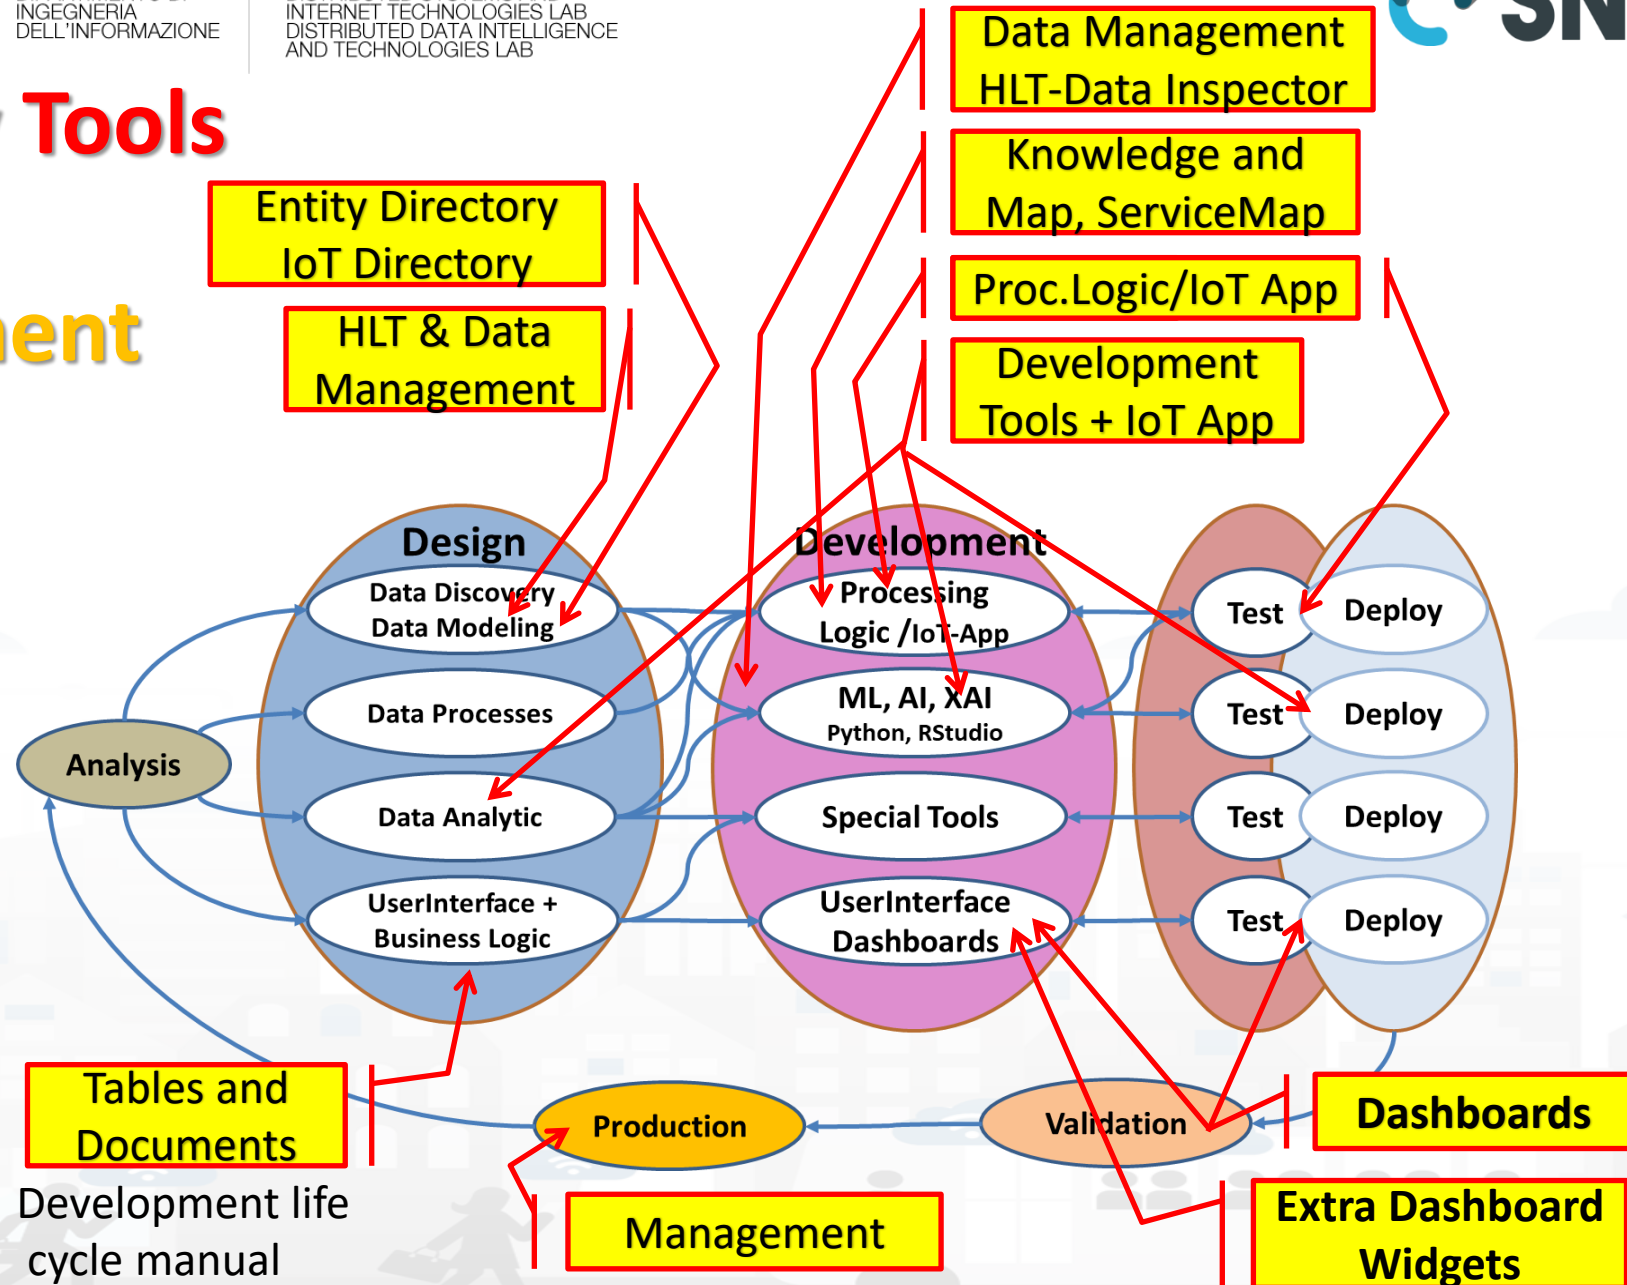 INGEGNERIA
DELL'INFORMAZIONE
INTERNET TECHNOLOGIES LAB
DISTRIBUTED DATA INTELLIGENCE
AND TECHNOLOGIES LAB
SN
Tools
ment
Data Management
HLT-Data Inspector
Knowledge and
Map, ServiceMap
Entity Directory
IoT Directory
Proc.Logic/IoT App
HLT & Data
Management
Development
Tools + IoT App
Design
Data Discovery
Data Modeling
Data Processes
Data Analytic
UserInterface +
Business Logic
Analysis
Development
Processing
Logic /IoT-App
ML, AI, XAI
Python, RStudio
Special Tools
UserInterface
Dashboards
Test
Deploy
Test
Deploy
Test
Deploy
Test
Deploy
Tables and
Documents
Development life
cycle manual
Production
Validation
Dashboards
Management
Extra Dashboard
Widgets